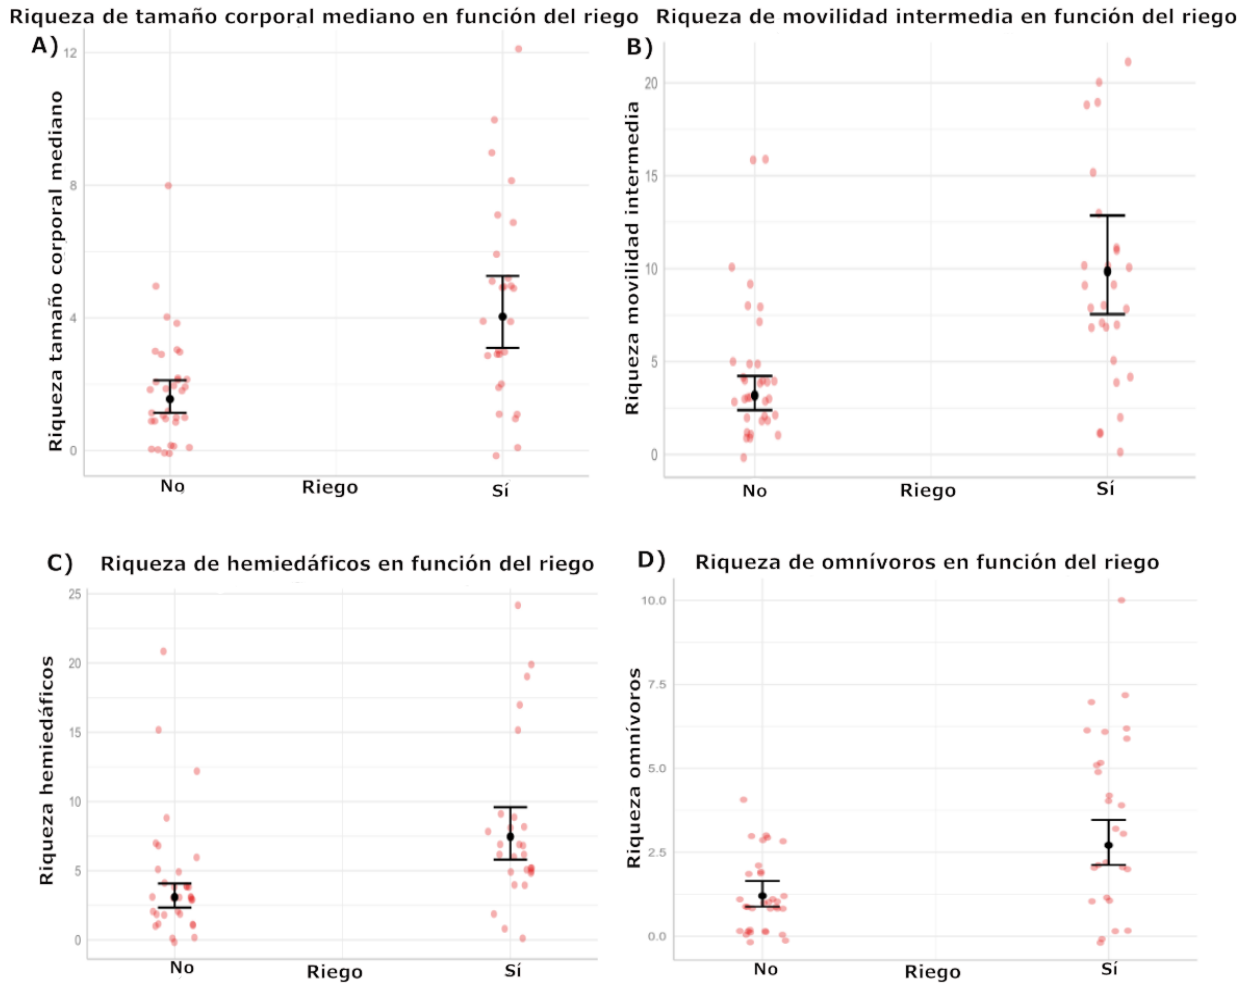 Riqueza de tamaño corporal mediano en función del riego
A)
Riqueza tamaño corporal mediano
12
8
4
0
No
Riego
Sí
Riqueza de movilidad intermedia en función del riego
B)
Riqueza movilidad intermedia
20
15
10
5
0
No
Riego
Sí
C)
Riqueza de hemiedáficos en función del riego
Riqueza hemiedáficos
25
20
15
10
5
0
No
Riego
Sí
D)
Riqueza de omnívoros en función del riego
Riqueza omnívoros
10.0
7.5
5.0
2.5
0.0
No
Riego
Sí